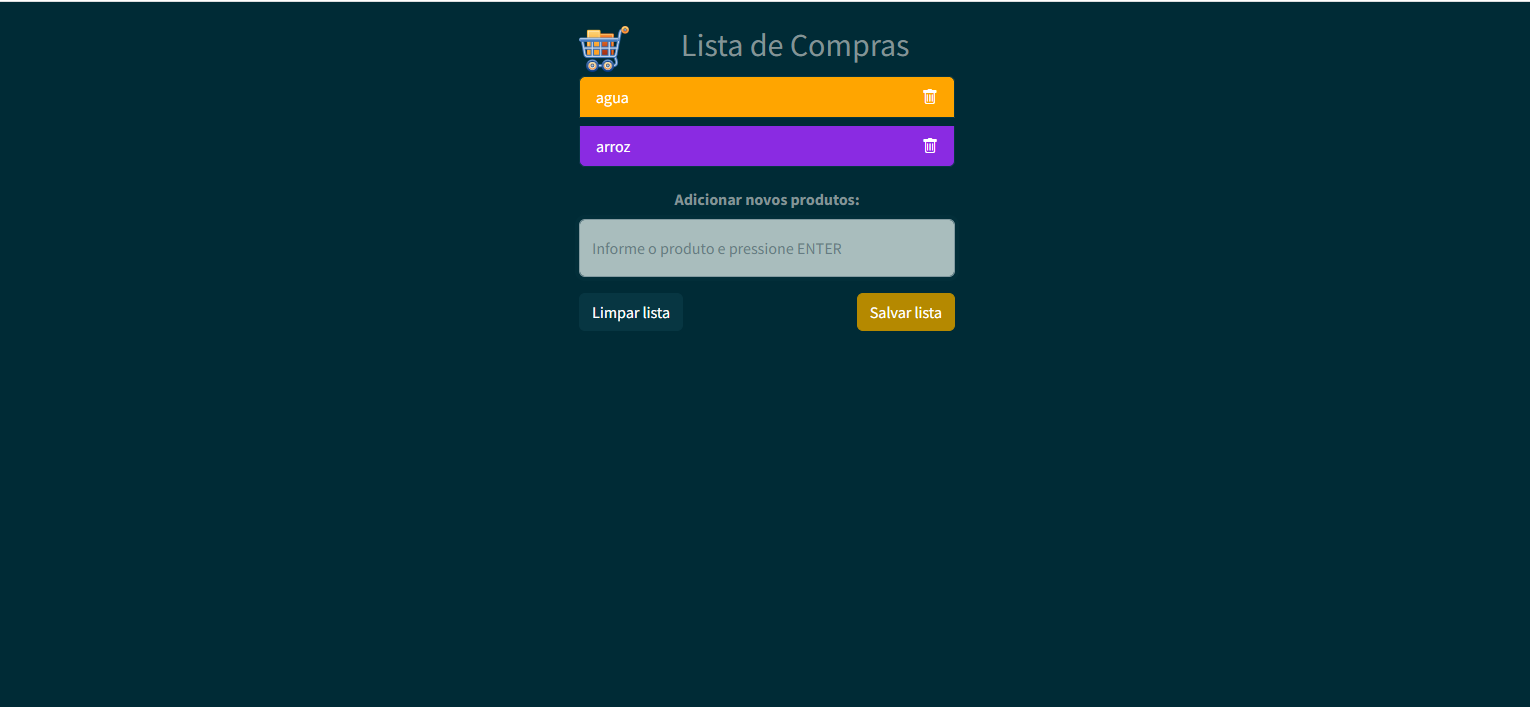 Lista de Compras
agua
arroz
Adicionar novos produtos:
Informe o produto e pressione ENTER
Limpar lista
Salvar lista